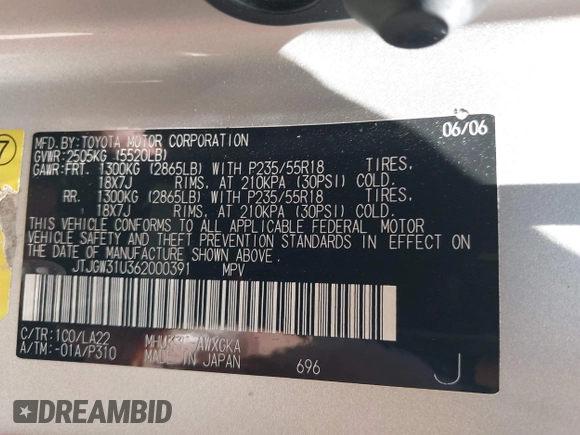 06/06
7
MFD. BY: TOYOTA MOTOR CORPORATION
GVWR: 2505KG (5520LB)
GAWR: FRT. 1300KG (2865LB) WITH P235/55R18 TIRES,
18X7J RIMS, AT 210KPA (30PSI) COLD.
RR. 1300KG (2865LB) WITH P235/55R18 TIRES,
18X7J RIMS, AT 210KPA (30PSI) COLD.
THIS VEHICLE CONFORMS TO ALL APPLICABLE FEDERAL MOTOR
VEHICLE SAFETY AND THEFT PREVENTION STANDARDS IN EFFECT ON
THE DATE OF MANUFACTURE SHOWN ABOVE.
JTJGW31U362000391 MPV
C/TR: 1C0/LA22
A/TM: -01A/P310
MADE IN JAPAN 696
J
DREAMBID